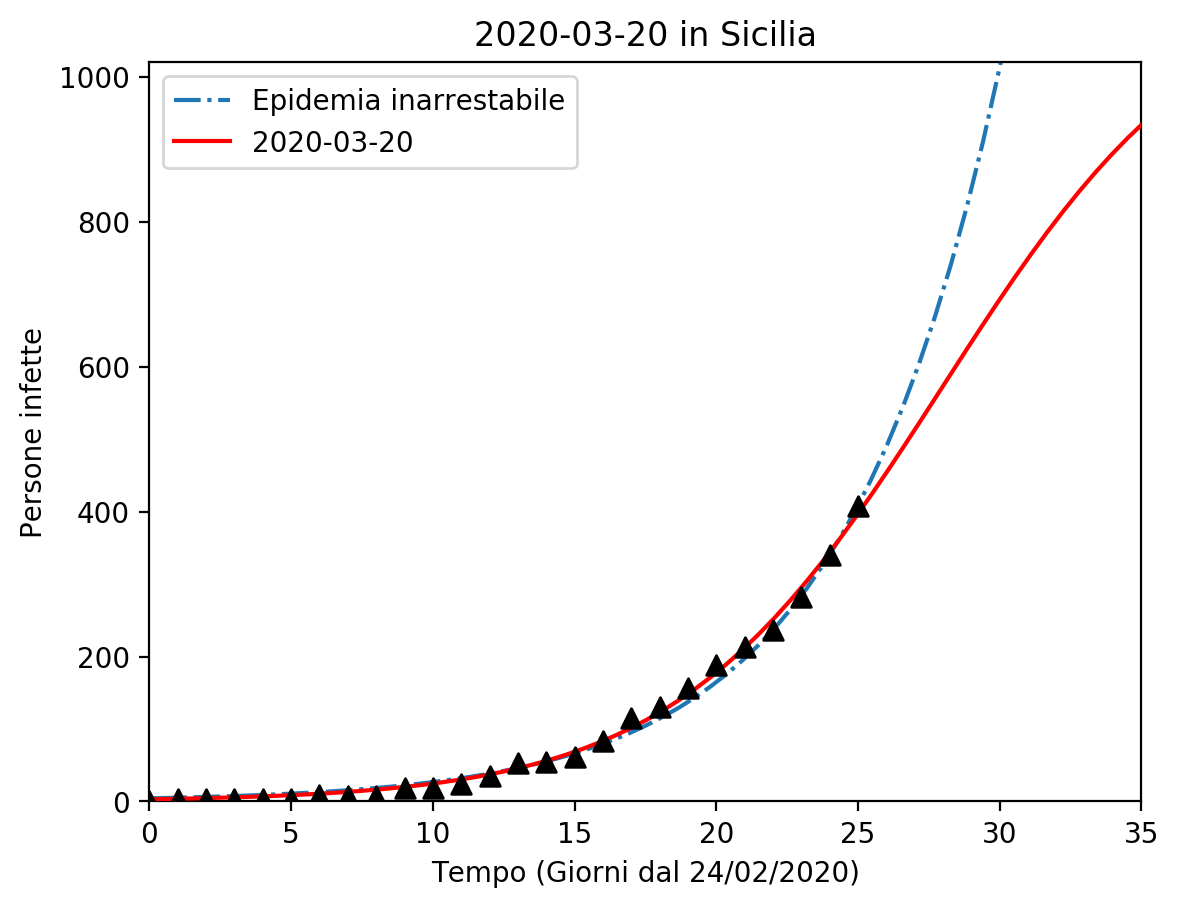 2020-03-20 in Sicilia
Epidemia inarrestabile
2020-03-20
1000
800
600
400
200
0
Persone infette
0 5 10 15 20 25 30 35
Tempo (Giorni dal 24/02/2020)